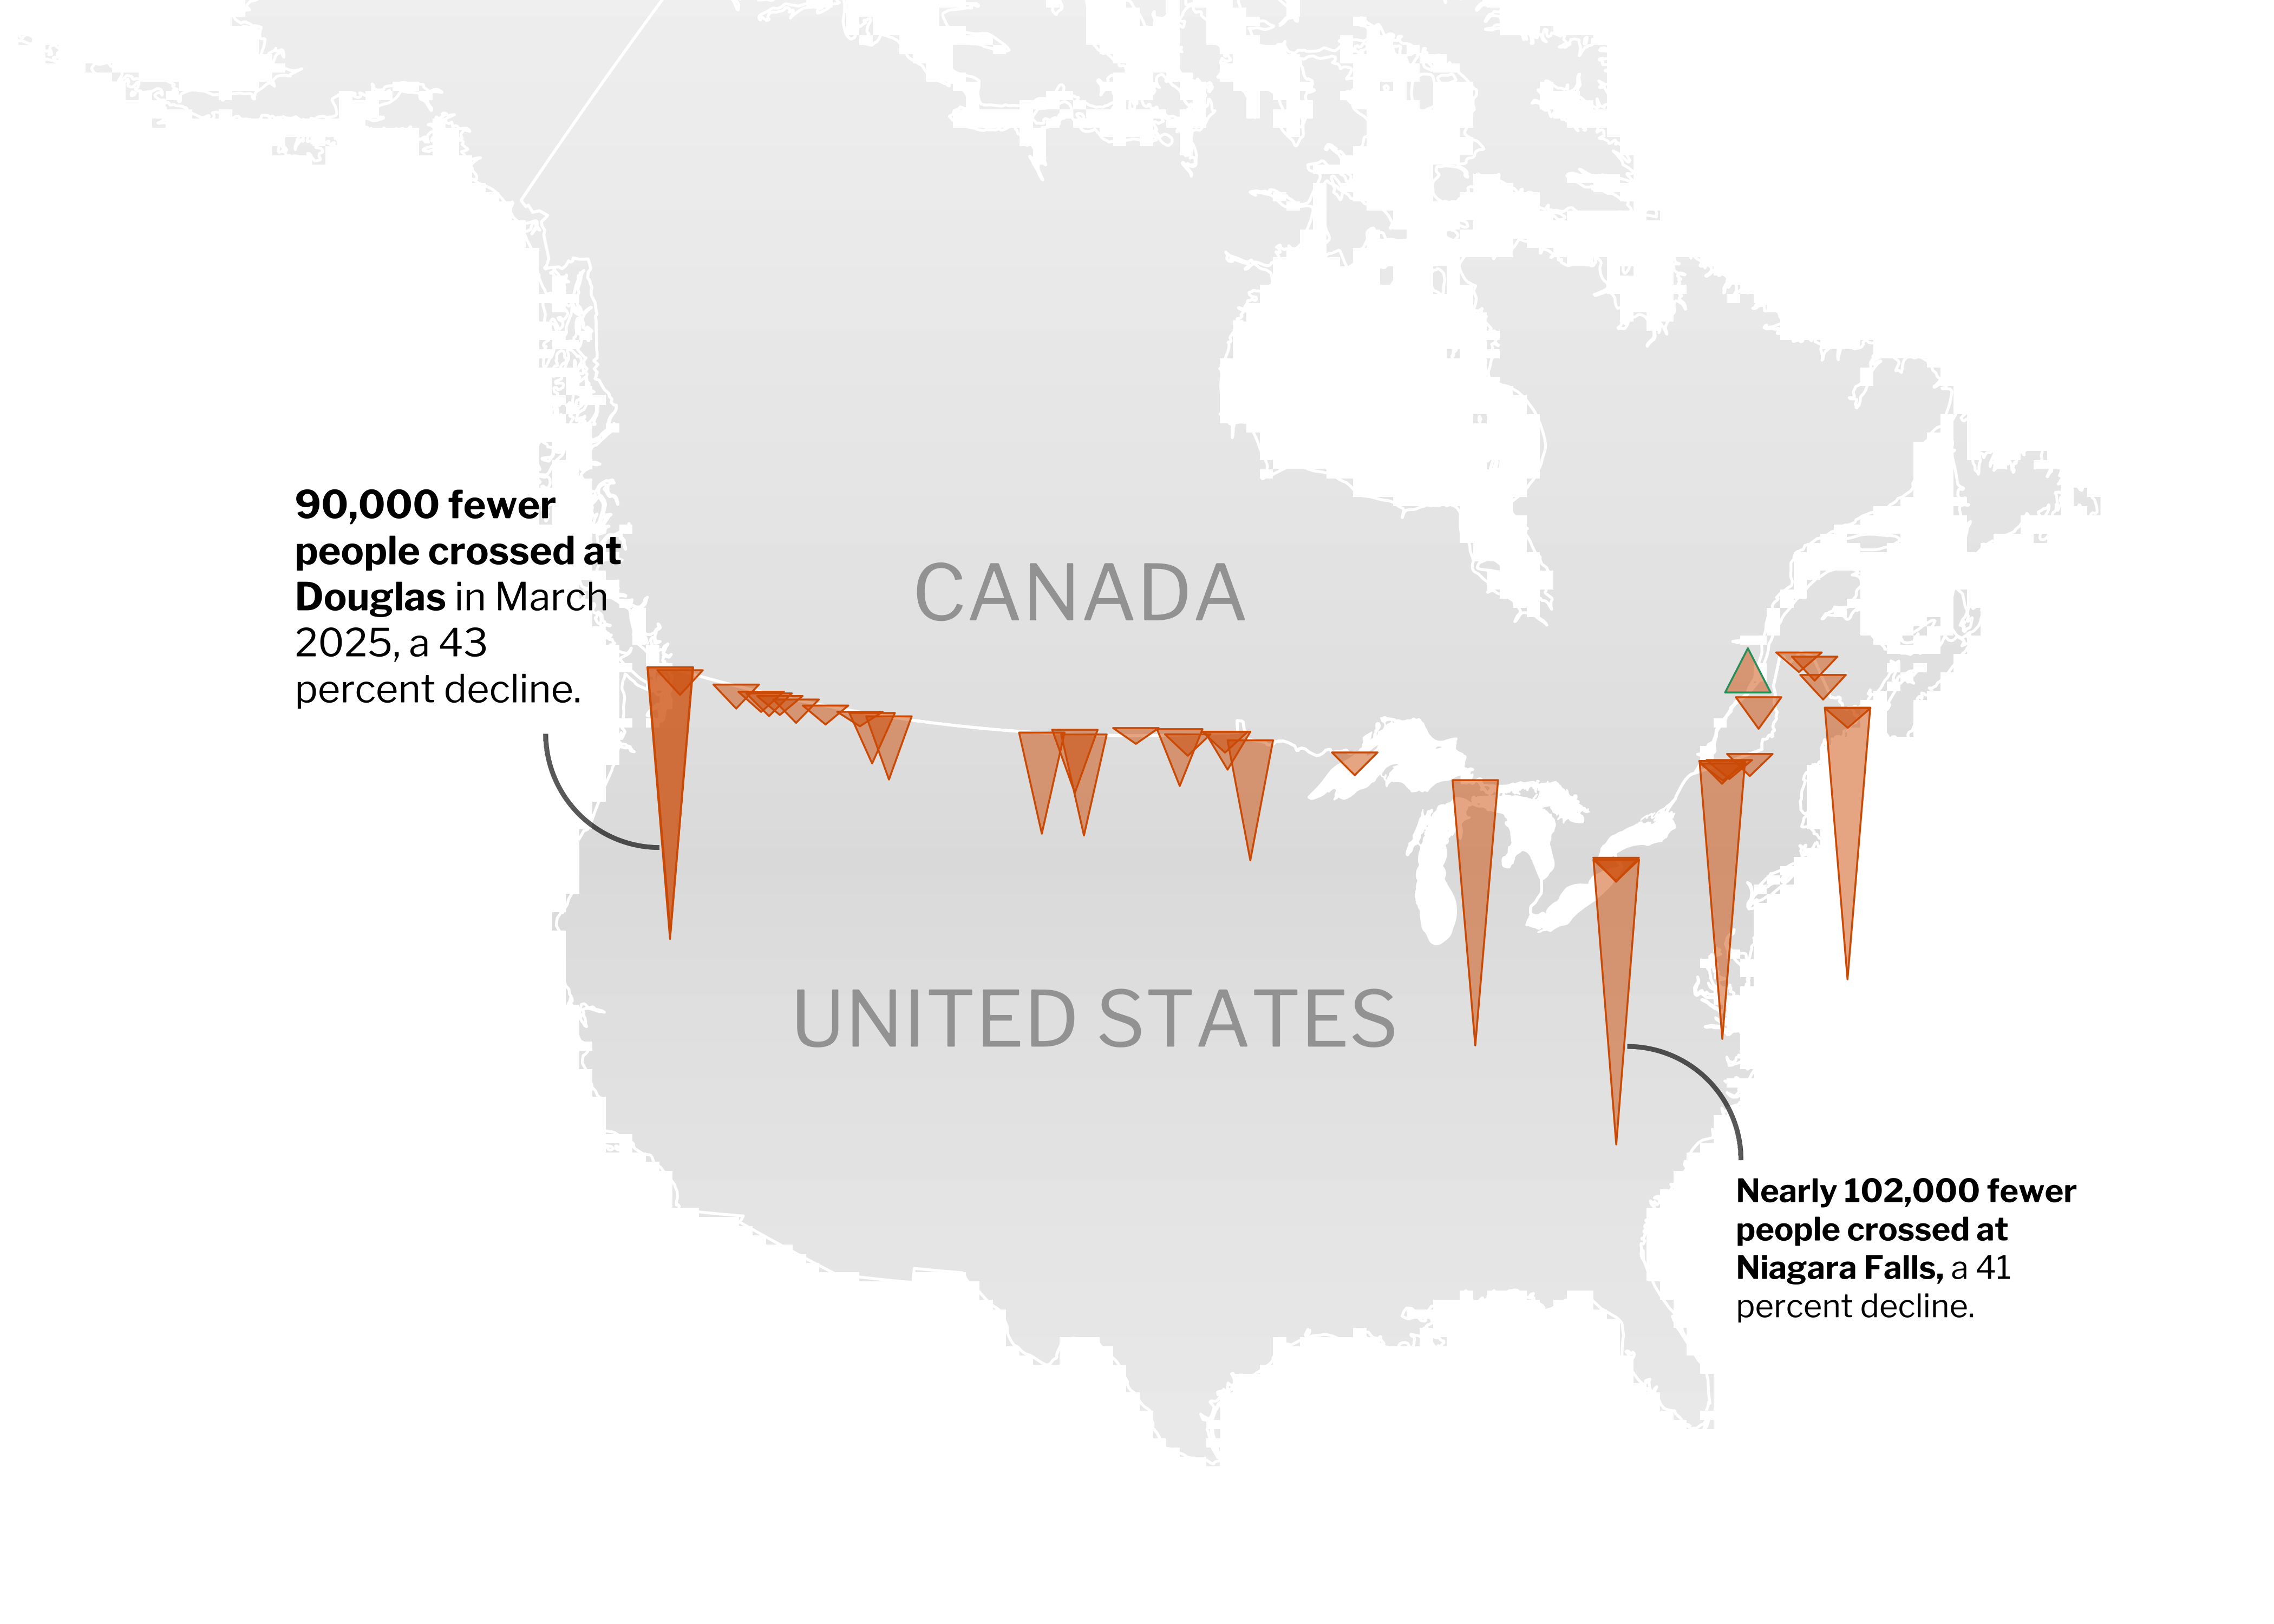 90,000 fewer
people crossed at
Douglas in March
2025, a 43
percent decline.
CANADA
UNITED STATES
Nearly 102,000 fewer
people crossed at
Niagara Falls, a 41
percent decline.